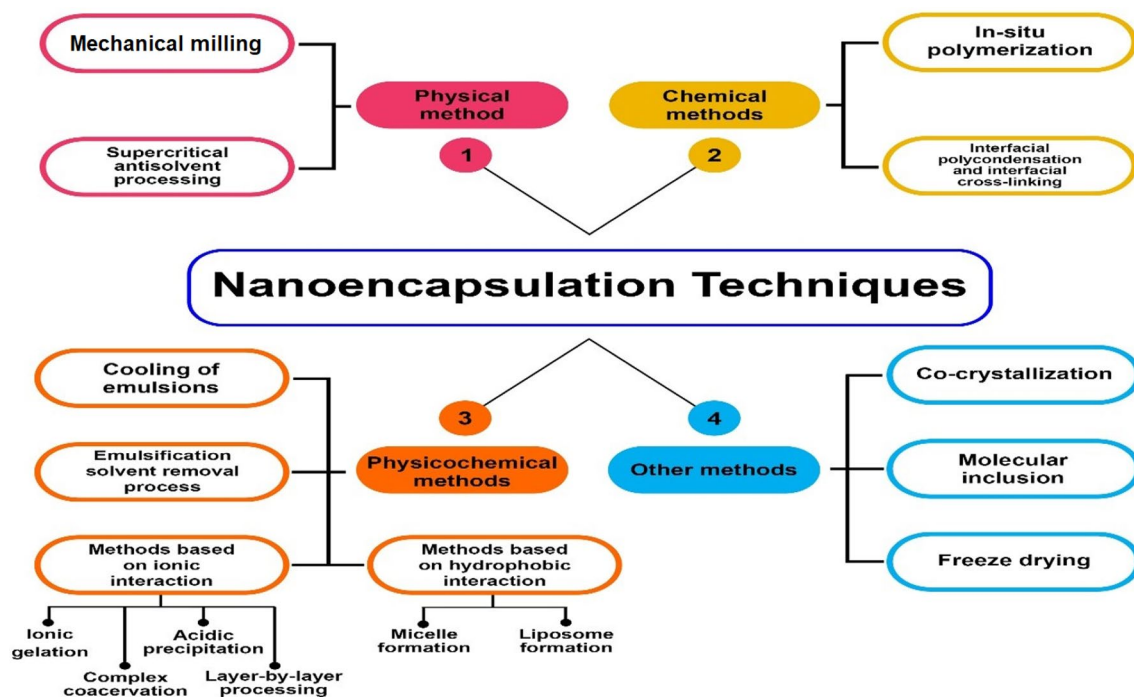 Mechanical milling
Supercritical
antisolvent
processing
Physical
method
1
Chemical
methods
2
In-situ
polymerization
Interfacial
polycondensation
and interfacial
cross-linking
Nanoencapsulation Techniques
Cooling of
emulsions
Emulsification
solvent removal
process
3
Physicochemical
methods
Methods based
on ionic
interaction
Methods based
on hydrophobic
interaction
Ionic
gelation
Complex
coacervation
Acidic
precipitation
Layer-by-layer
processing
Micelle
formation
Liposome
formation
4
Other methods
Co-crystallization
Molecular
inclusion
Freeze drying